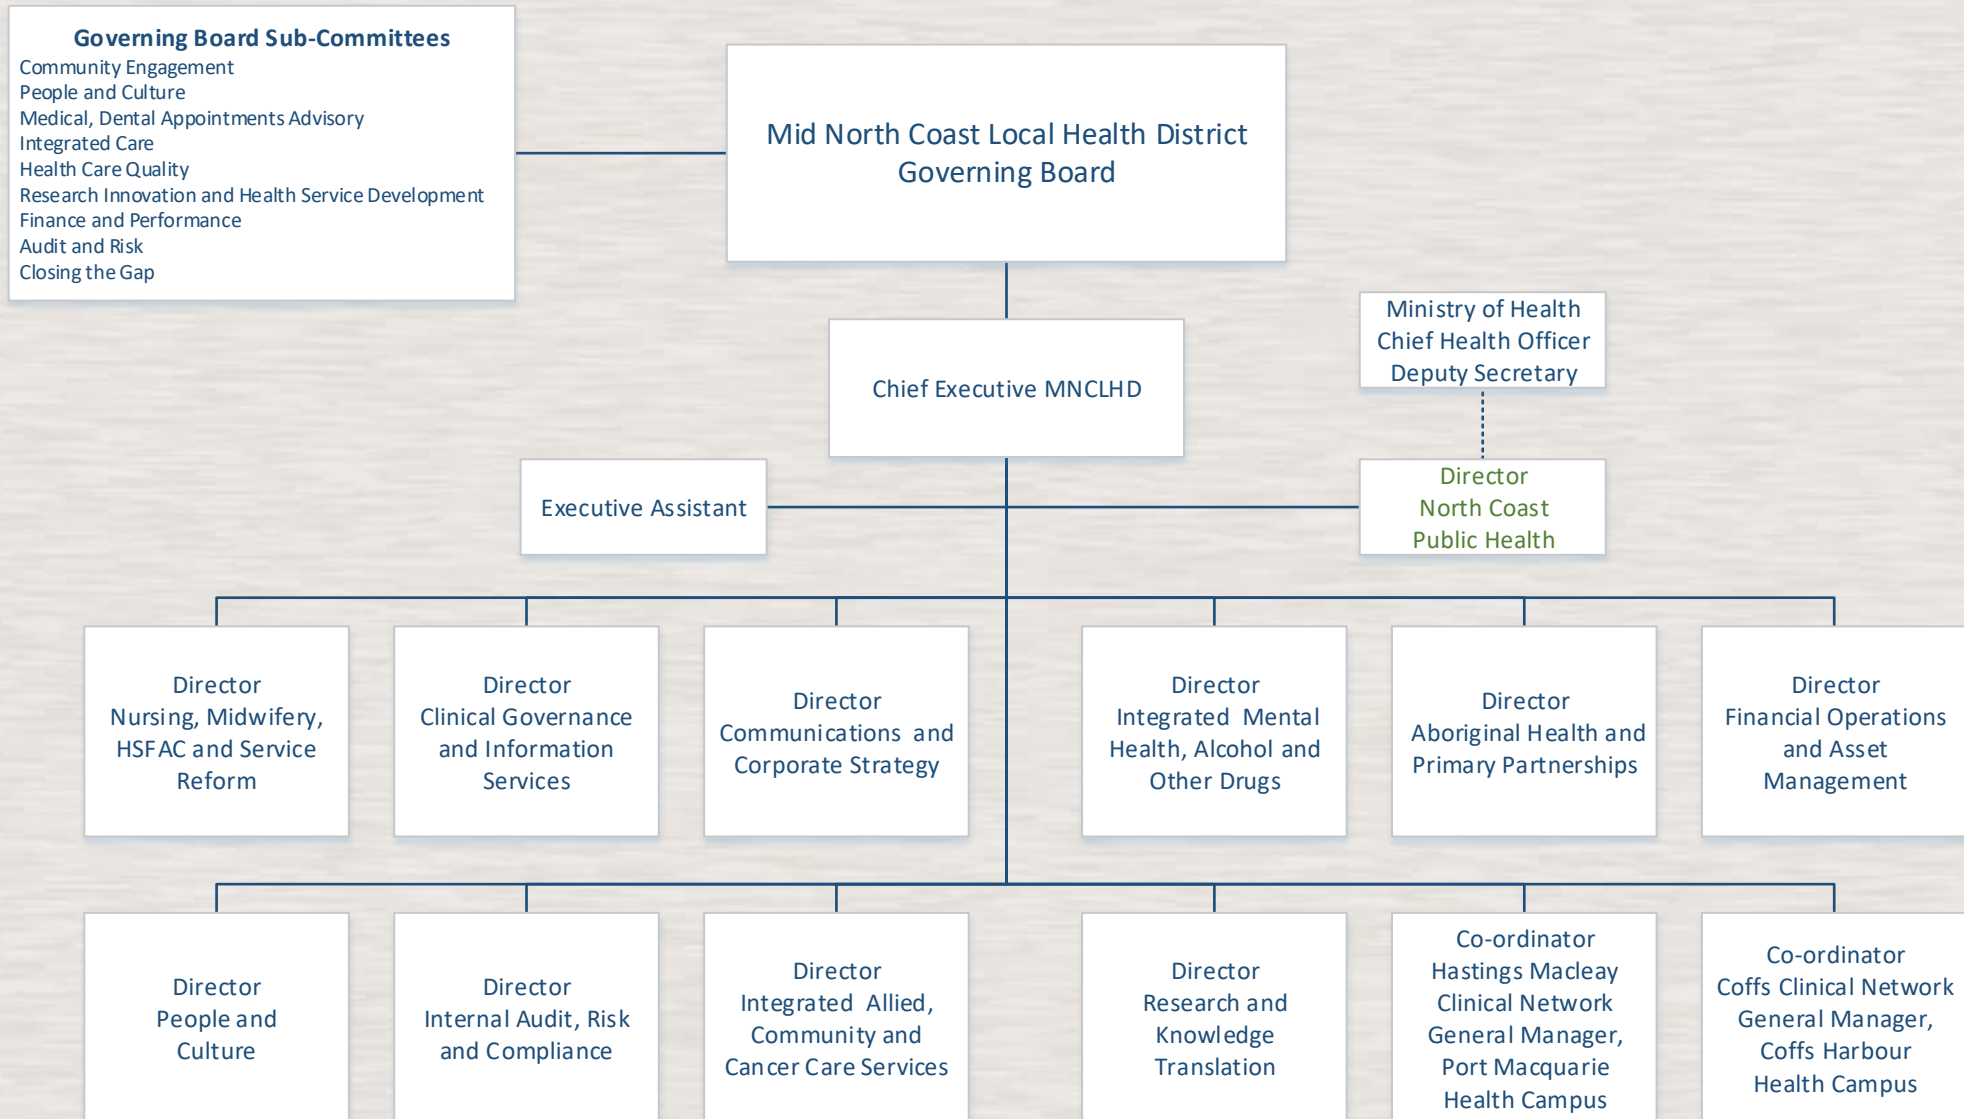 Governing Board Sub-Committees
Community Engagement
People and Culture
Medical, Dental Appointments Advisory
Integrated Care
Health Care Quality
Research Innovation and Health Service Development
Finance and Performance
Audit and Risk
Closing the Gap
Mid North Coast Local Health District
Governing Board
Chief Executive MNCLHD
Ministry of Health
Chief Health Officer
Deputy Secretary
Executive Assistant
Director
North Coast
Public Health
Director
Nursing, Midwifery,
HSFAC and Service
Reform
Director
Clinical Governance
and Information
Services
Director
Communications and
Corporate Strategy
Director
Integrated Mental
Health, Alcohol and
Other Drugs
Director
Aboriginal Health and
Primary Partnerships
Director
Financial Operations
and Asset
Management
Director
People and
Culture
Director
Internal Audit, Risk
and Compliance
Director
Integrated Allied,
Community and
Cancer Care Services
Director
Research and
Knowledge
Translation
Co-ordinator
Hastings Macleay
Clinical Network
General Manager,
Port Macquarie
Health Campus
Co-ordinator
Coffs Clinical Network
General Manager,
Coffs Harbour
Health Campus